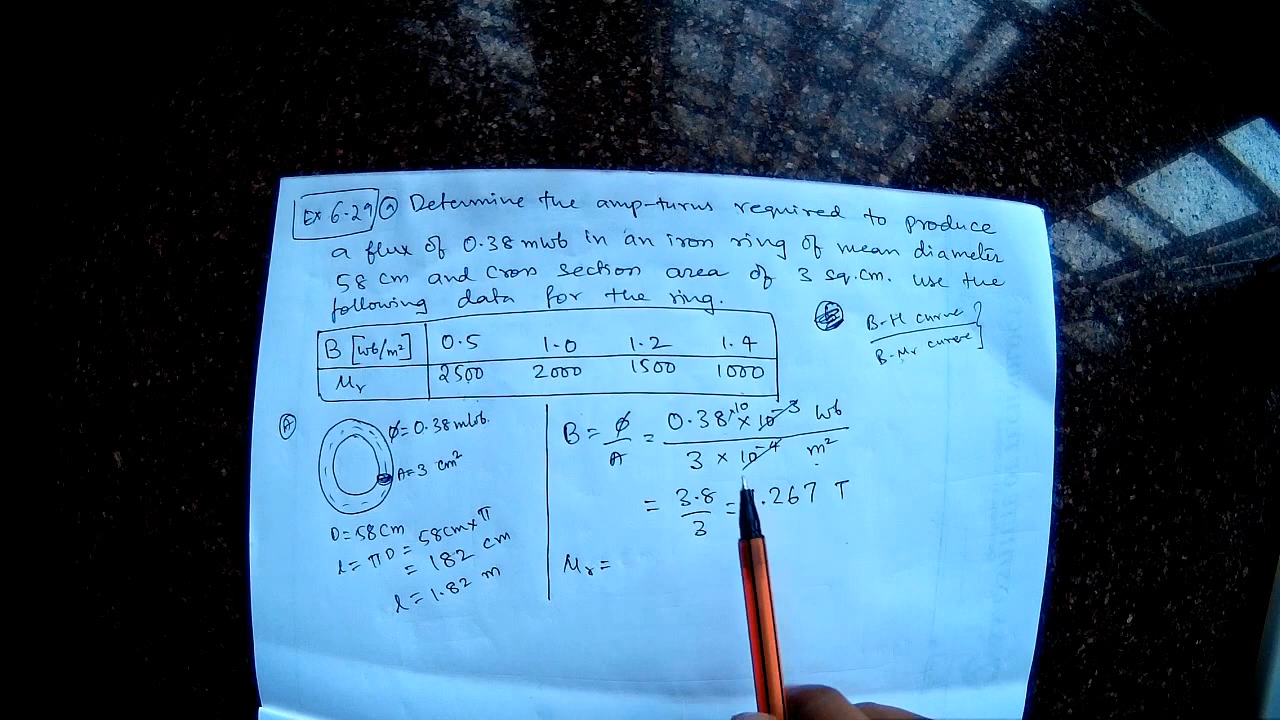 Ex 6.29 (a) Determine the amp-turns required to produce
a flux of 0.38 mwb in an iron ring of mean diameter
58 cm and cross section area of 3 sq.cm. use the
following data for the ring.
B [wb/m²] 0.5 1.0 1.2 1.4
μr 2500 2000 1500 1000
B-H curve
B-μr curve
(A)
φ = 0.38 mwb.
A = 3 cm²
D = 58 cm
l = πD = 58cm × π
= 182 cm
l = 1.82 m
B = φ/A = 0.38 × 10⁻³ wb / 3 × 10⁻⁴ m²
10
= 3.8/3 = .267 T
μr =